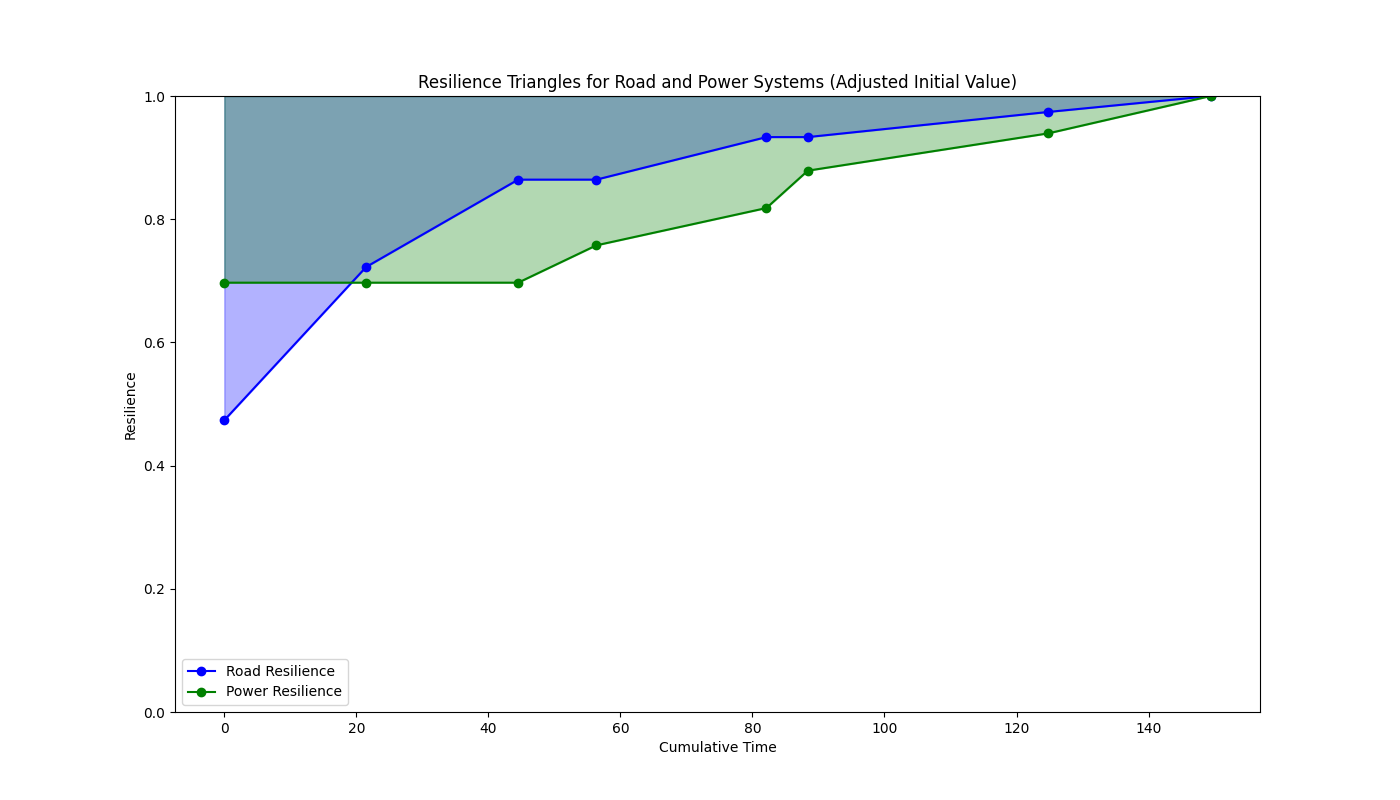 Resilience Triangles for Road and Power Systems (Adjusted Initial Value)
1.0
0.8
0.6
0.4
0.2
0.0
Resilience
Road Resilience
Power Resilience
0 20 40 60 80 100 120 140
Cumulative Time